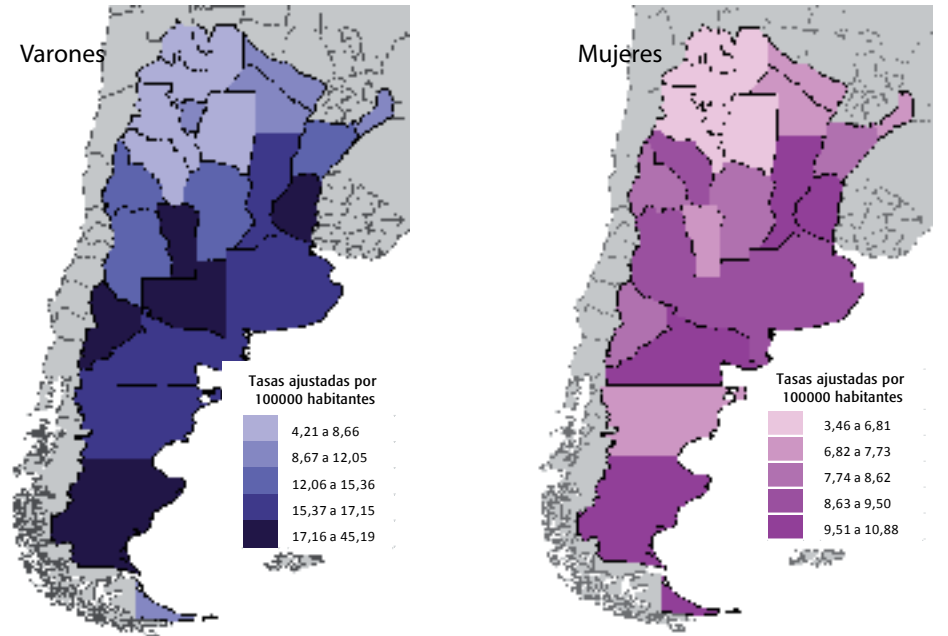 Varones
Tasas ajustadas por
100000 habitantes
4,21 a 8,66
8,67 a 12,05
12,06 a 15,36
15,37 a 17,15
17,16 a 45,19
Mujeres
Tasas ajustadas por
100000 habitantes
3,46 a 6,81
6,82 a 7,73
7,74 a 8,62
8,63 a 9,50
9,51 a 10,88